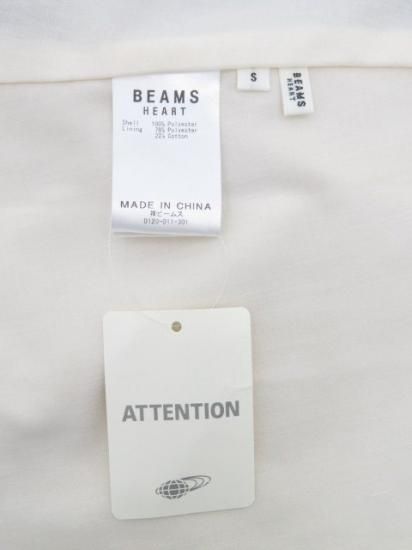 BEAMS
HEART
Shell 100% Polyester
Lining 78% Polyester
22% Cotton
MADE IN CHINA
㈱ビームス
0120-011-301
S
BEAMS
HEART
ATTENTION